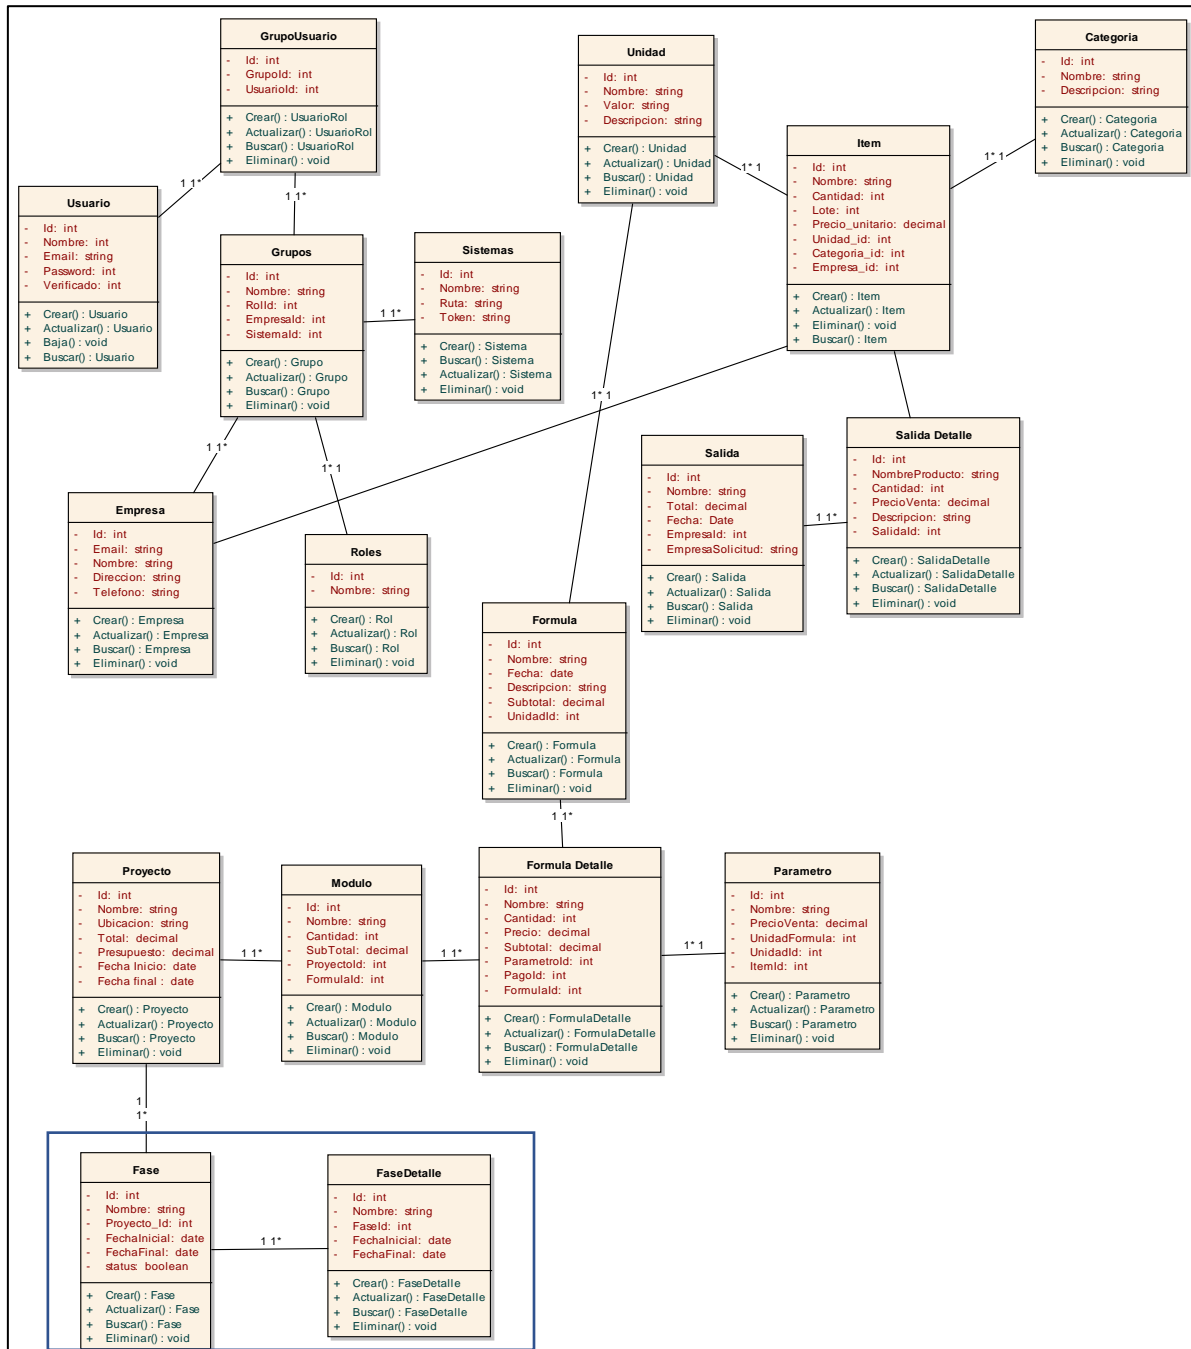 GrupoUsuario
- Id: int
- GrupoId: int
- UsuarioId: int
+ Crear() : UsuarioRol
+ Actualizar() : UsuarioRol
+ Buscar() : UsuarioRol
+ Eliminar() : void
Unidad
- Id: int
- Nombre: string
- Valor: string
- Descripcion: string
+ Crear() : Unidad
+ Actualizar() : Unidad
+ Buscar() : Unidad
+ Eliminar() : void
Categoria
- Id: int
- Nombre: string
- Descripcion: string
+ Crear() : Categoria
+ Actualizar() : Categoria
+ Buscar() : Categoria
+ Eliminar() : void
Item
- Id: int
- Nombre: string
- Cantidad: int
- Lote: int
- Precio_unitario: decimal
- Unidad_id: int
- Categoria_id: int
- Empresa_id: int
+ Crear() : Item
+ Actualizar() : Item
+ Eliminar() : void
+ Buscar() : Item
1* 1
1* 1
1 1*
1 1*
Usuario
- Id: int
- Nombre: int
- Email: string
- Password: int
- Verificado: int
+ Crear() : Usuario
+ Actualizar() : Usuario
+ Baja() : void
+ Buscar() : Usuario
Grupos
- Id: int
- Nombre: string
- RolId: int
- EmpresaId: int
- SistemaId: int
+ Crear() : Grupo
+ Actualizar() : Grupo
+ Buscar() : Grupo
+ Eliminar() : void
1 1*
Sistemas
- Id: int
- Nombre: string
- Ruta: string
- Token: string
+ Crear() : Sistema
+ Buscar() : Sistema
+ Actualizar() : Sistema
+ Eliminar() : void
1* 1
1 1*
1* 1
Empresa
- Id: int
- Email: string
- Nombre: string
- Direccion: string
- Telefono: string
+ Crear() : Empresa
+ Actualizar() : Empresa
+ Buscar() : Empresa
+ Eliminar() : void
Roles
- Id: int
- Nombre: string
+ Crear() : Rol
+ Actualizar() : Rol
+ Buscar() : Rol
+ Eliminar() : void
Salida
- Id: int
- Nombre: string
- Total: decimal
- Fecha: Date
- EmpresaId: int
- EmpresaSolicitud: string
+ Crear() : Salida
+ Actualizar() : Salida
+ Buscar() : Salida
+ Eliminar() : void
1 1*
Salida Detalle
- Id: int
- NombreProducto: string
- Cantidad: int
- PrecioVenta: decimal
- Descripcion: string
- SalidaId: int
+ Crear() : SalidaDetalle
+ Actualizar() : SalidaDetalle
+ Buscar() : SalidaDetalle
+ Eliminar() : void
Formula
- Id: int
- Nombre: string
- Fecha: date
- Descripcion: string
- Subtotal: decimal
- UnidadId: int
+ Crear() : Formula
+ Actualizar() : Formula
+ Buscar() : Formula
+ Eliminar() : void
1 1*
Proyecto
- Id: int
- Nombre: string
- Ubicacion: string
- Total: decimal
- Presupuesto: decimal
- Fecha Inicio: date
- Fecha final : date
+ Crear() : Proyecto
+ Actualizar() : Proyecto
+ Buscar() : Proyecto
+ Eliminar() : void
1 1*
Modulo
- Id: int
- Nombre: string
- Cantidad: int
- SubTotal: decimal
- ProyectoId: int
- FormulaId: int
+ Crear() : Modulo
+ Actualizar() : Modulo
+ Buscar() : Modulo
+ Eliminar() : void
1 1*
Formula Detalle
- Id: int
- Nombre: string
- Cantidad: int
- Precio: decimal
- Subtotal: decimal
- ParametroId: int
- PagoId: int
- FormulaId: int
+ Crear() : FormulaDetalle
+ Actualizar() : FormulaDetalle
+ Buscar() : FormulaDetalle
+ Eliminar() : void
1* 1
Parametro
- Id: int
- Nombre: string
- PrecioVenta: decimal
- UnidadFormula: int
- UnidadId: int
- ItemId: int
+ Crear() : Parametro
+ Actualizar() : Parametro
+ Buscar() : Parametro
+ Eliminar() : void
1
1*
Fase
- Id: int
- Nombre: string
- Proyecto_Id: int
- FechaInicial: date
- FechaFinal: date
- status: boolean
+ Crear() : Fase
+ Actualizar() : Fase
+ Buscar() : Fase
+ Eliminar() : void
1 1*
FaseDetalle
- Id: int
- Nombre: string
- FaseId: int
- FechaInicial: date
- FechaFinal: date
+ Crear() : FaseDetalle
+ Actualizar() : FaseDetalle
+ Buscar() : FaseDetalle
+ Eliminar() : void